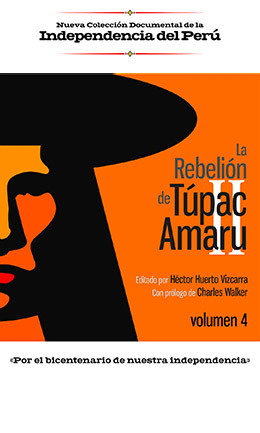 Nueva Colección Documental de la
Independencia del Perú
La
Rebelión
de Túpac
Amaru II
Editado por Héctor Huerto Vizcarra
Con prólogo de Charles Walker
volumen 4
«Por el bicentenario de nuestra independencia»